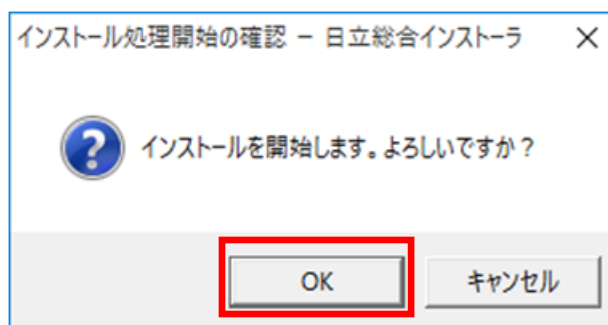 インストール処理開始の確認 － 日立総合インストーラ
インストールを開始します。よろしいですか？
OK
キャンセル